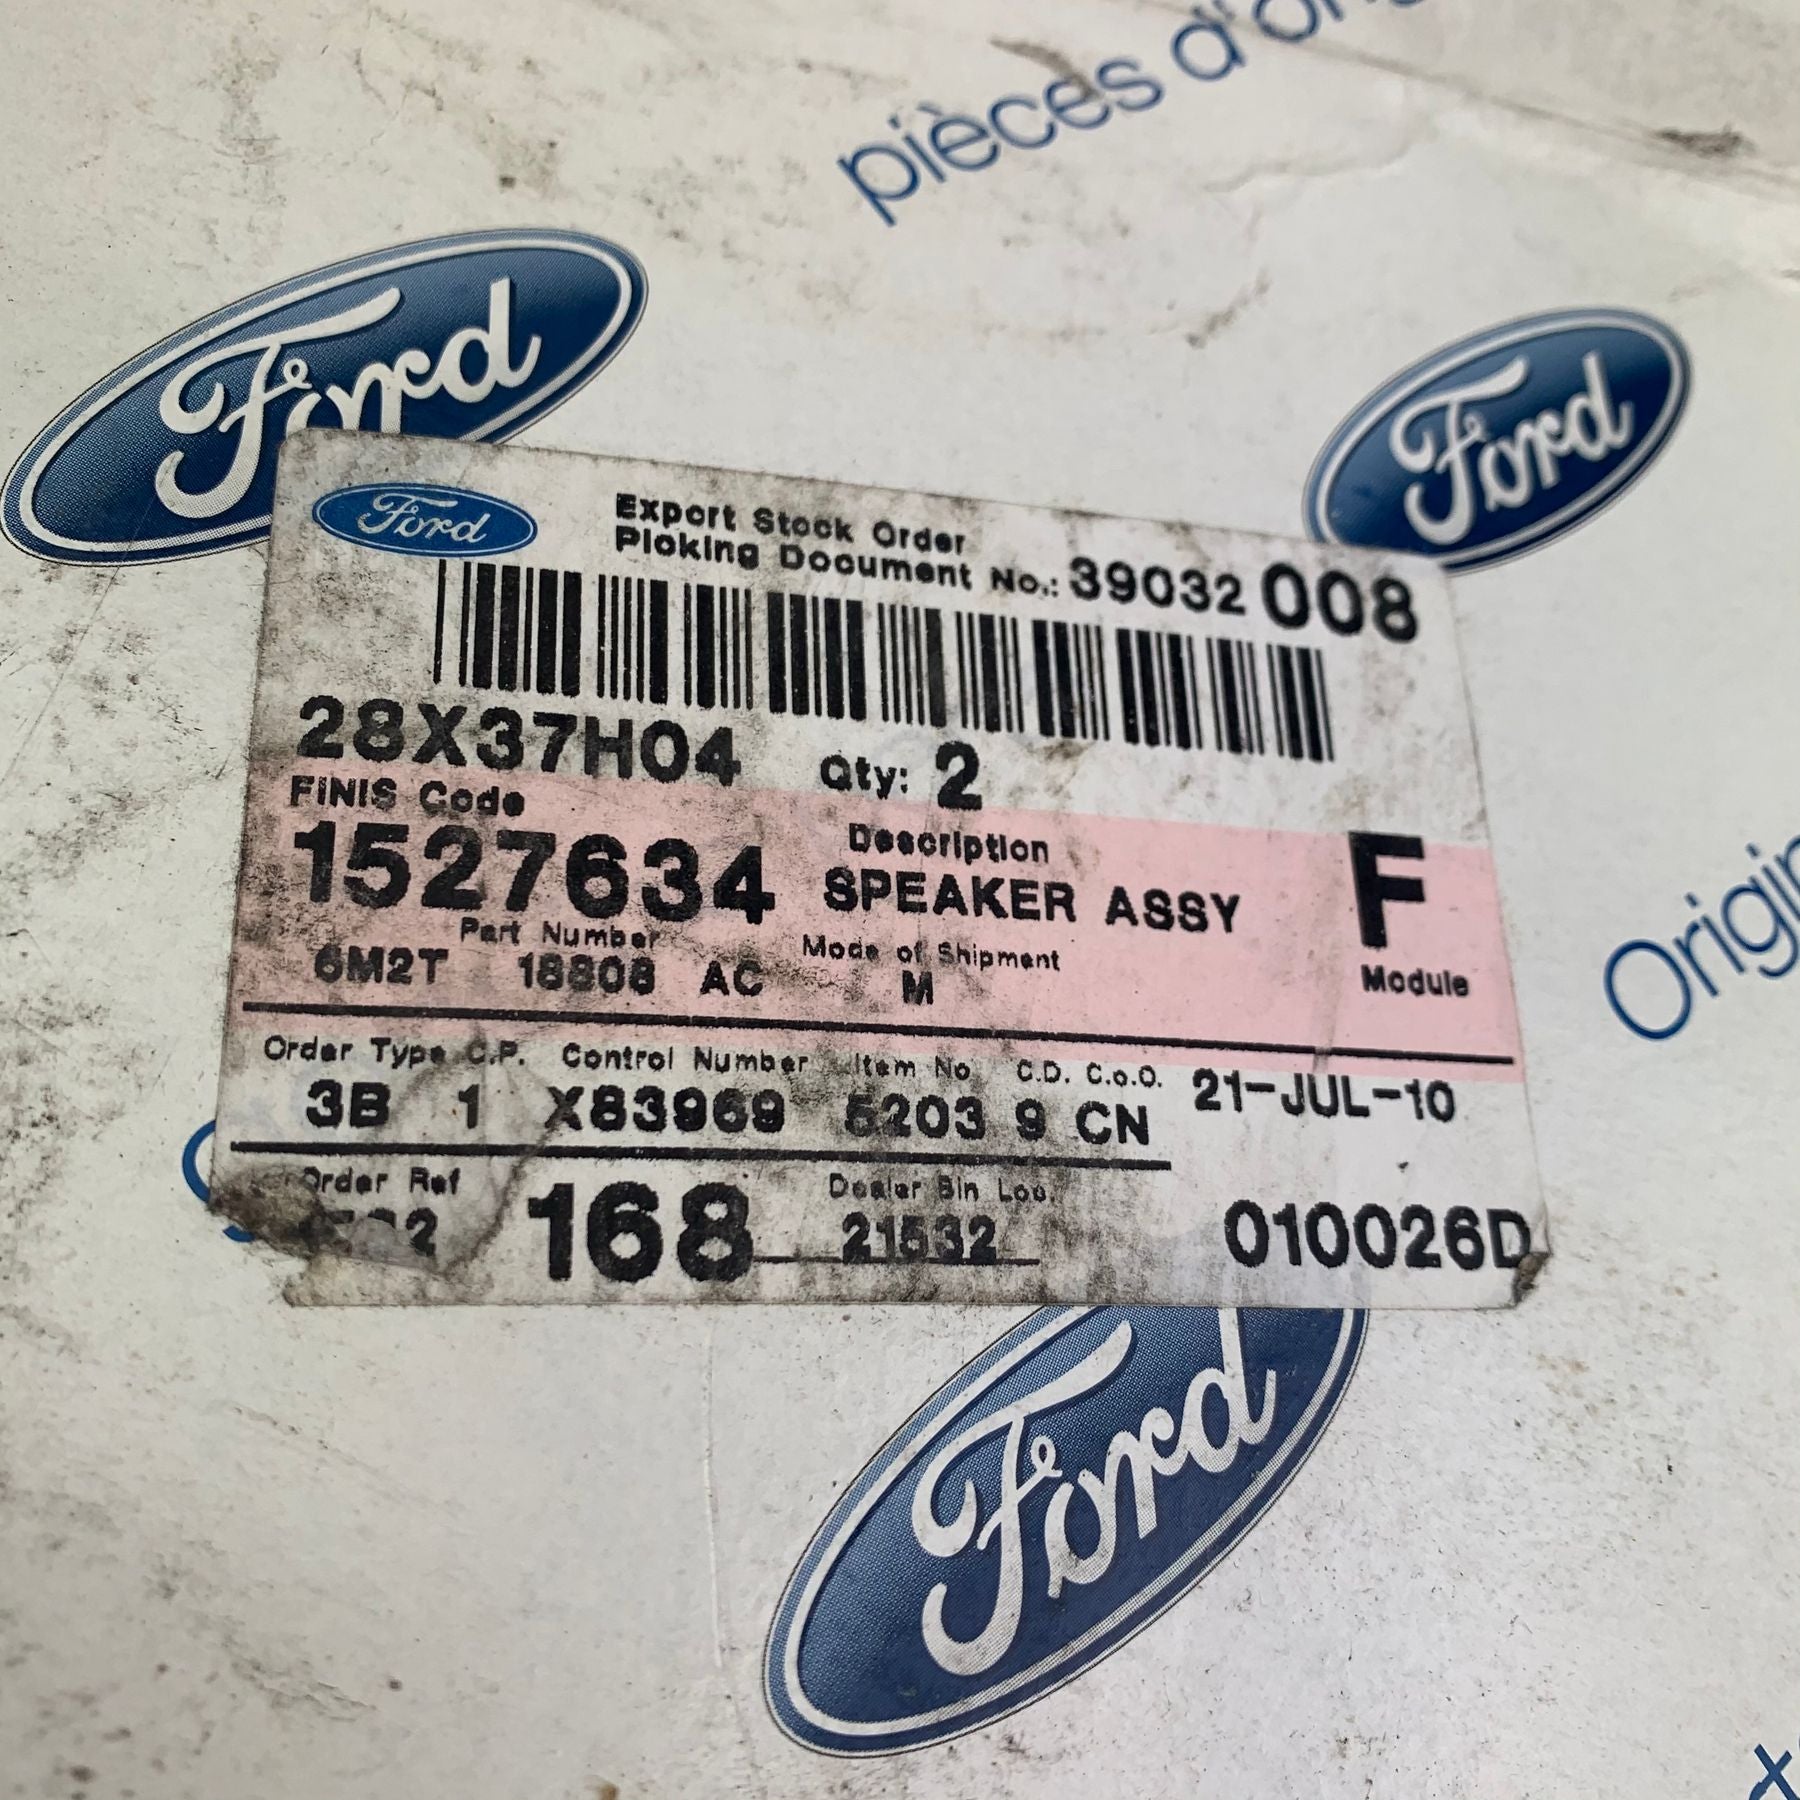 pièces d'ori
Ford
Ford
Ford
Export Stock Order
Picking Document No.: 39032 008
28X37H04 Qty: 2
FINIS Code
1527634
Description
SPEAKER ASSY
F
Module
Part Number
6M2T 18808 AC
Mode of Shipment
M
Order Type C.P. Control Number Item No C.D. C.o.O.
3B 1 X83969 5203 9 CN 21-JUL-10
Order Ref
168
Dealer Bin Loc.
21532
010026D
Origin
Ford